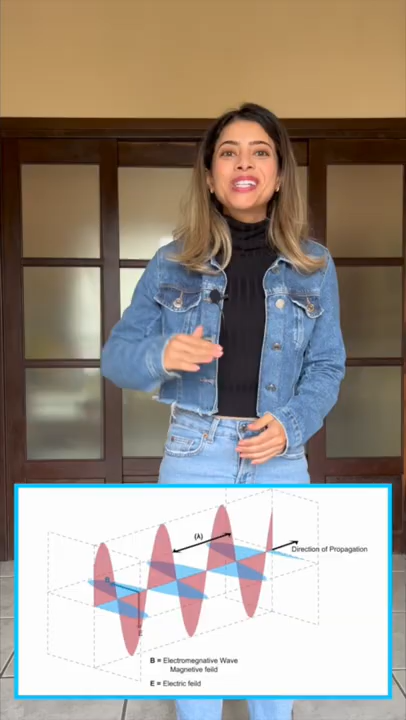 (λ)
Direction of Propagation
B
E
B = Electromegnative Wave
Magnetive feild
E = Electric feild